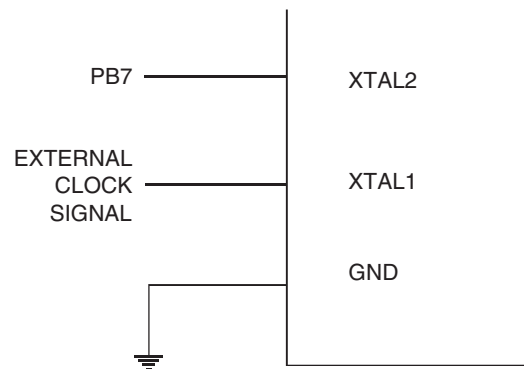 PB7
XTAL2
EXTERNAL
CLOCK
SIGNAL
XTAL1
GND